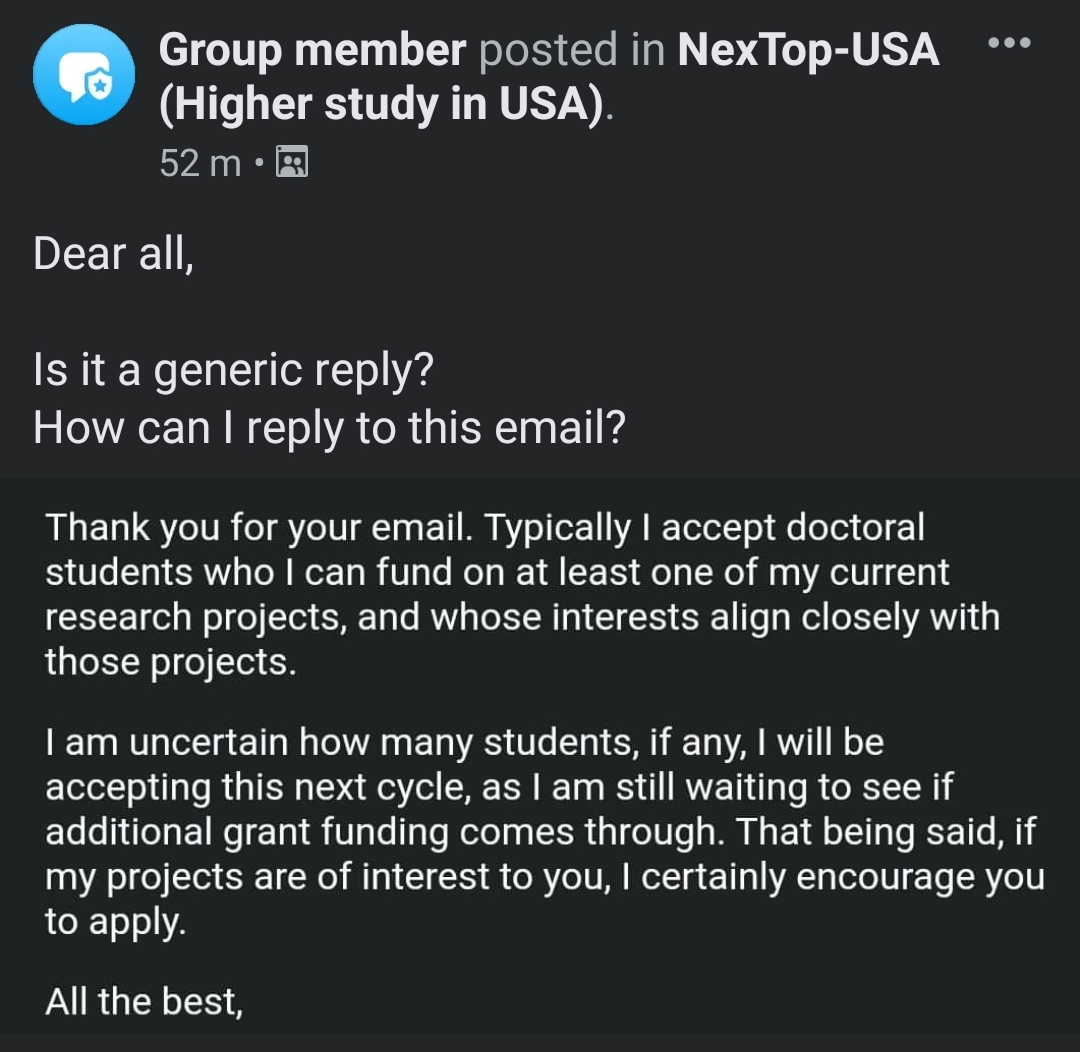 Group member posted in NexTop-USA
(Higher study in USA).
52 m •
Dear all,
Is it a generic reply?
How can I reply to this email?
Thank you for your email. Typically I accept doctoral
students who I can fund on at least one of my current
research projects, and whose interests align closely with
those projects.
I am uncertain how many students, if any, I will be
accepting this next cycle, as I am still waiting to see if
additional grant funding comes through. That being said, if
my projects are of interest to you, I certainly encourage you
to apply.
All the best,